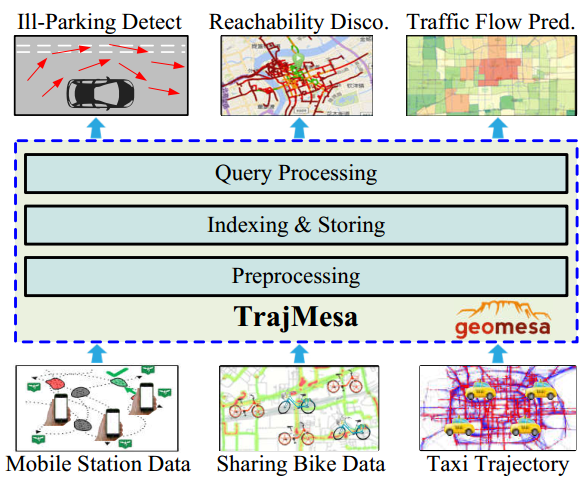 Ill-Parking Detect
Reachability Disco.
Traffic Flow Pred.
Query Processing
Indexing & Storing
Preprocessing
TrajMesa
geomesa
Mobile Station Data
Sharing Bike Data
Taxi Trajectory